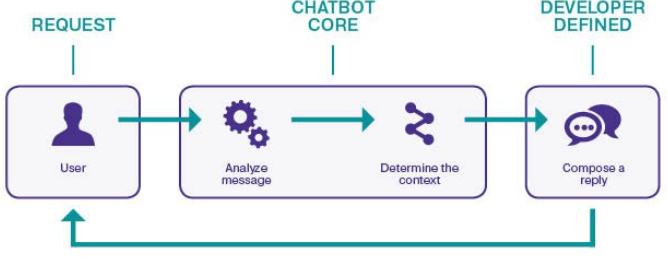 REQUEST
CHATBOT
CORE
DEVELOPER
DEFINED
User
Analyze
message
Determine the
context
Compose a
reply